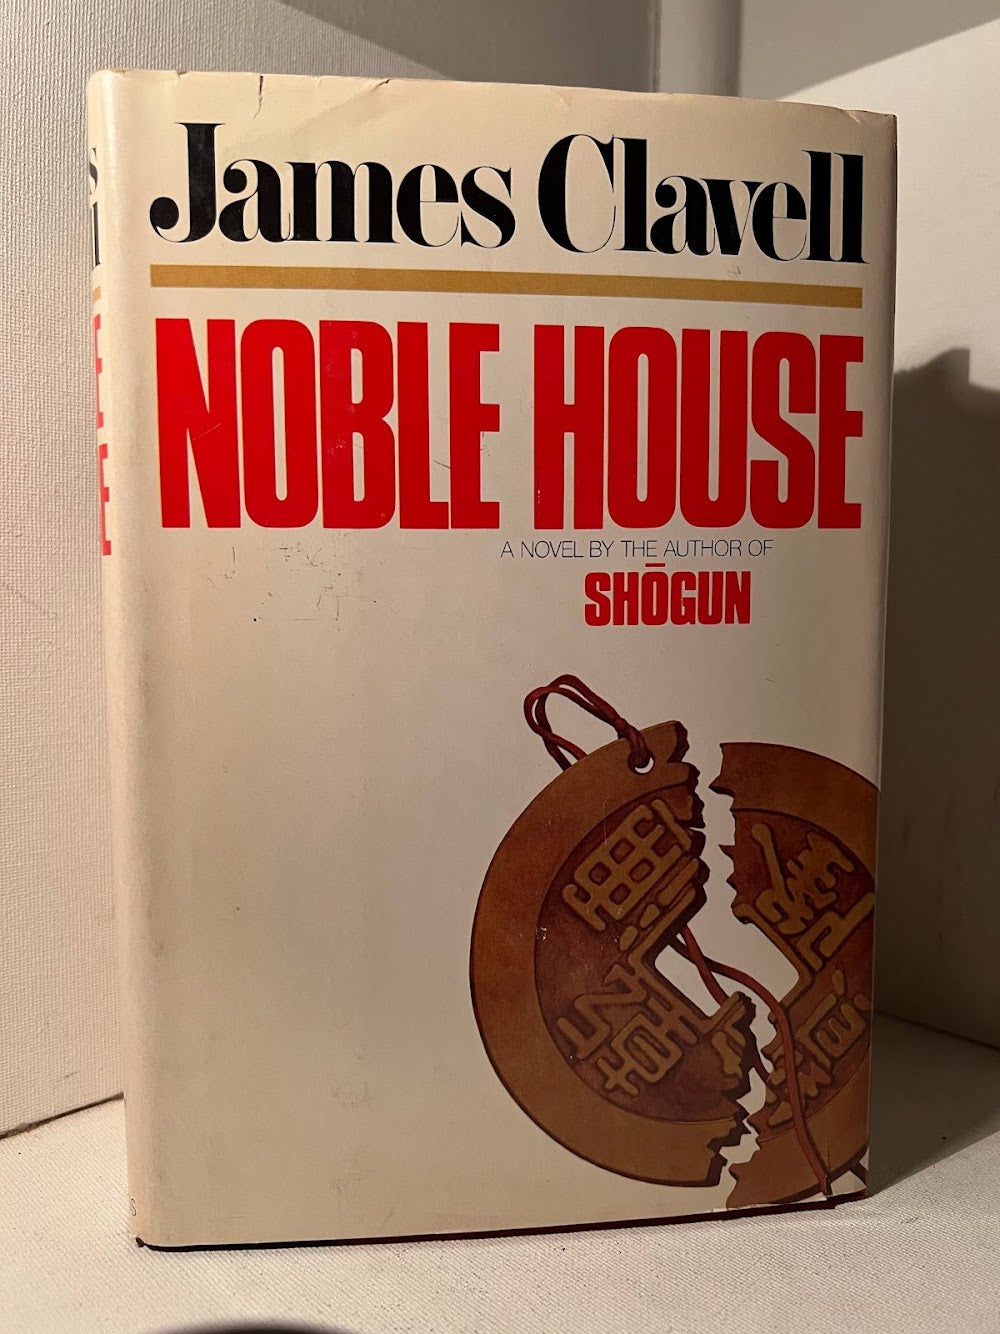 James Clavell
NOBLE HOUSE
A NOVEL BY THE AUTHOR OF
SHŌGUN